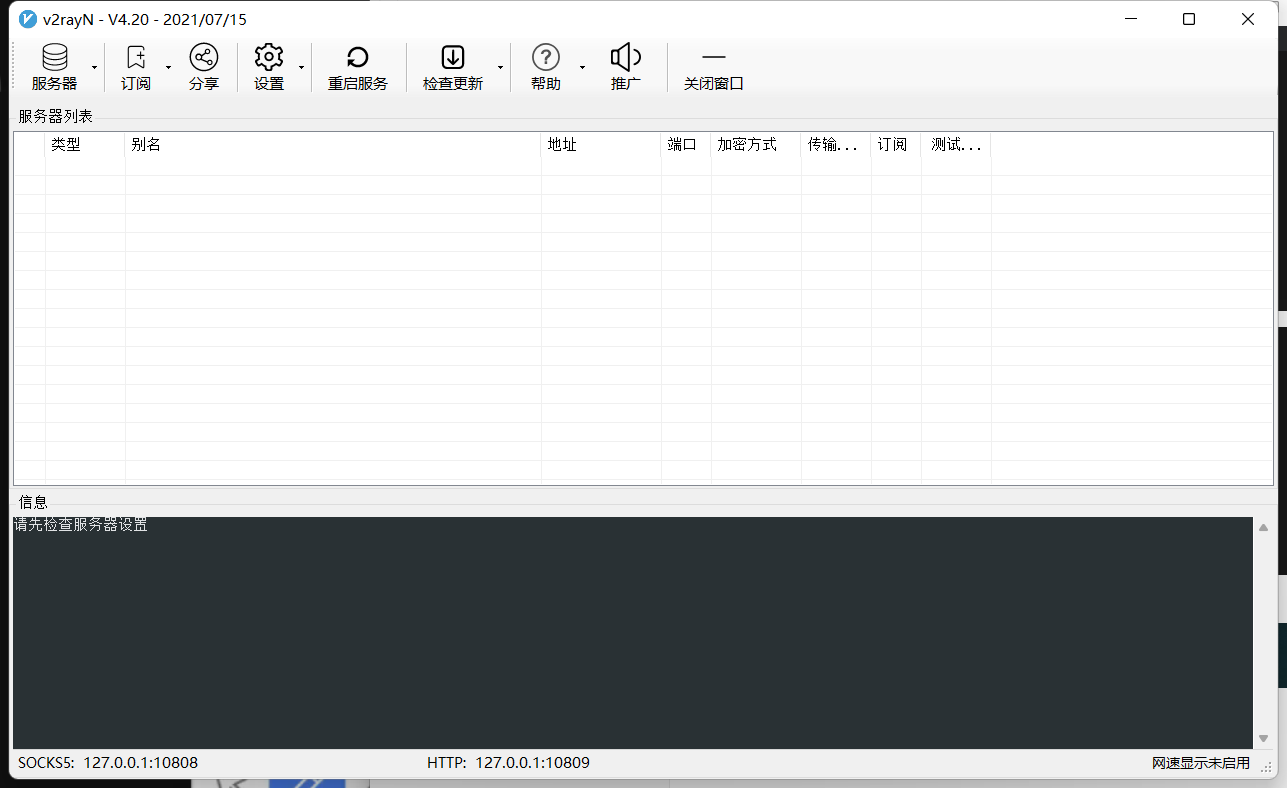 v2rayN - V4.20 - 2021/07/15
服务器 订阅 分享 设置 重启服务 检查更新 帮助 推广 关闭窗口
服务器列表
类型 别名 地址 端口 加密方式 传输... 订阅 测试...
信息
请先检查服务器设置
SOCKS5: 127.0.0.1:10808 HTTP: 127.0.0.1:10809 网速显示未启用